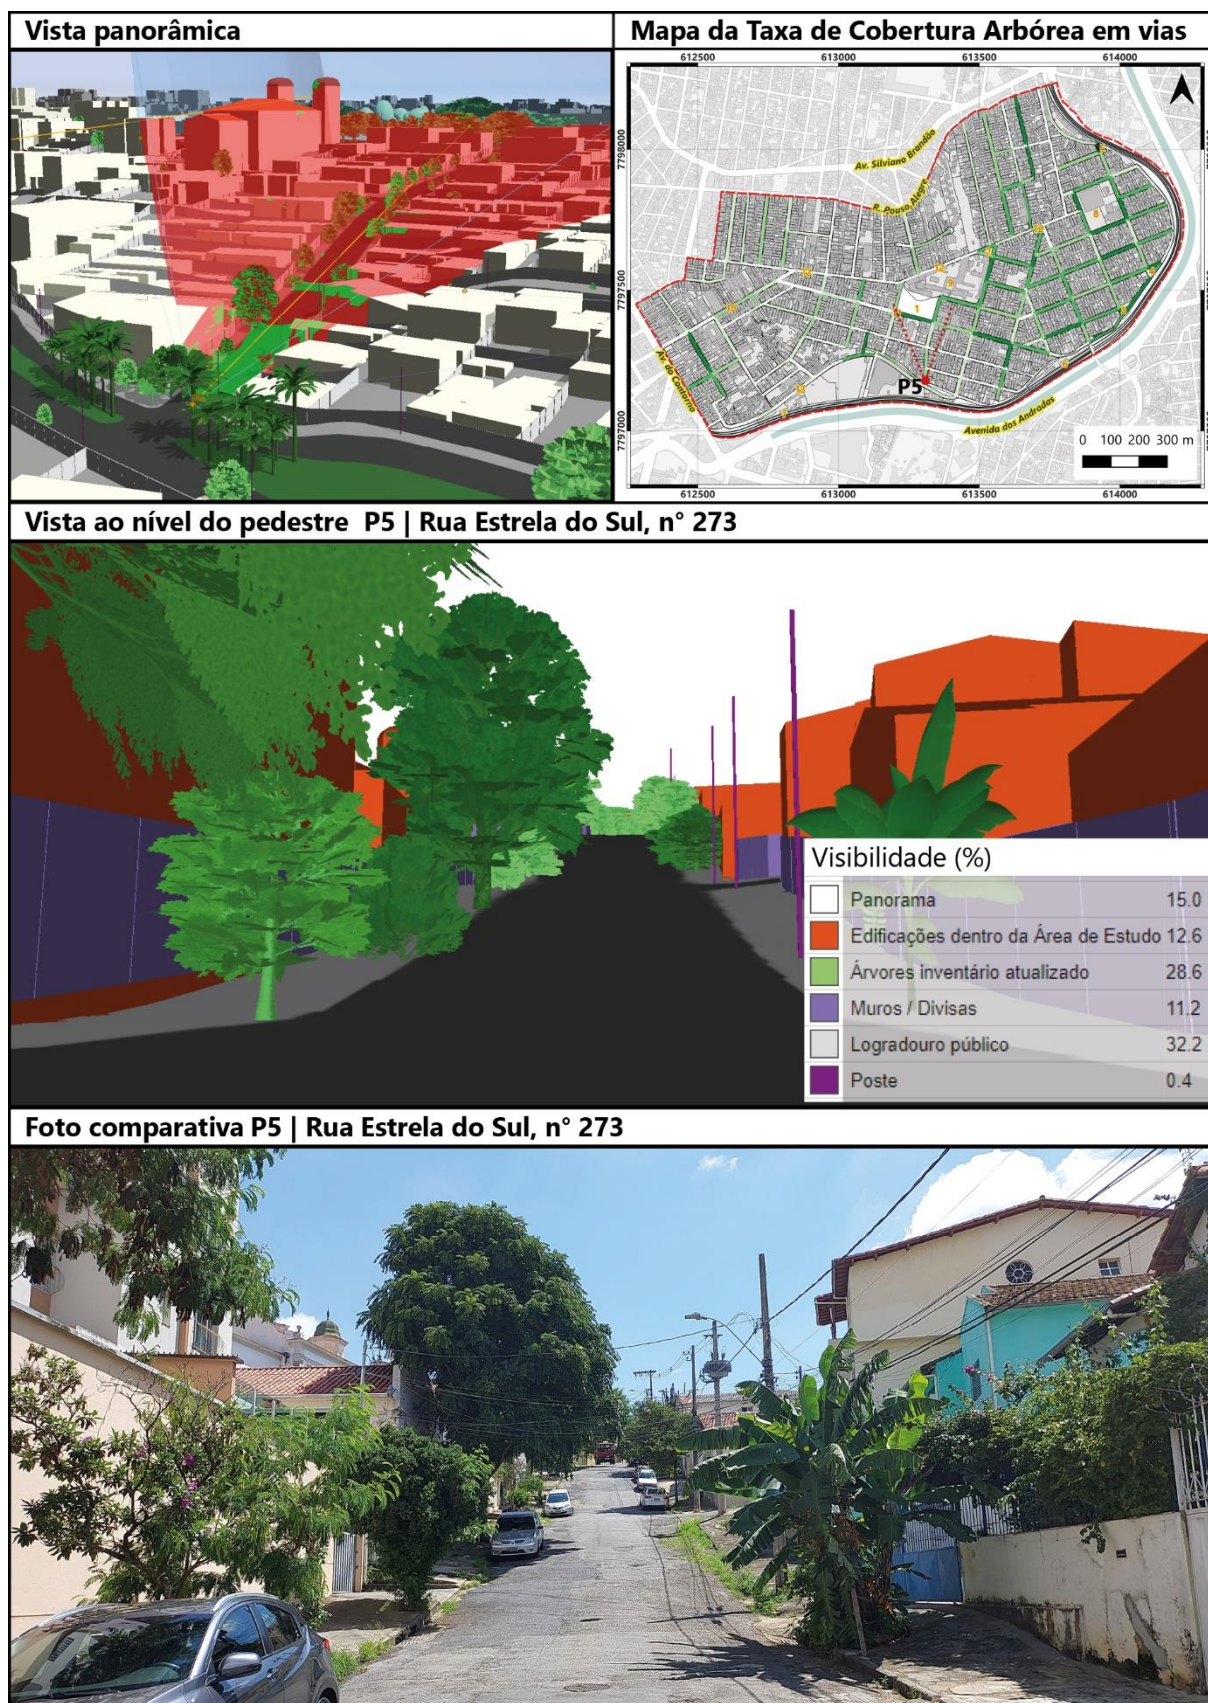 Vista panorâmica
Mapa da Taxa de Cobertura Arbórea em vias
612500 613000 613500 614000
7798000
7797500
7797000
Av. Silviano Brandão
R. Pouso Alegre
8
9
1
P5
Av. do Contorno
Avenida dos Andradas
0 100 200 300 m
612500 613000 613500 614000
Vista ao nível do pedestre P5 | Rua Estrela do Sul, n° 273
Visibilidade (%)
Panorama 15.0
Edificações dentro da Área de Estudo 12.6
Árvores inventário atualizado 28.6
Muros / Divisas 11.2
Logradouro público 32.2
Poste 0.4
Foto comparativa P5 | Rua Estrela do Sul, n° 273